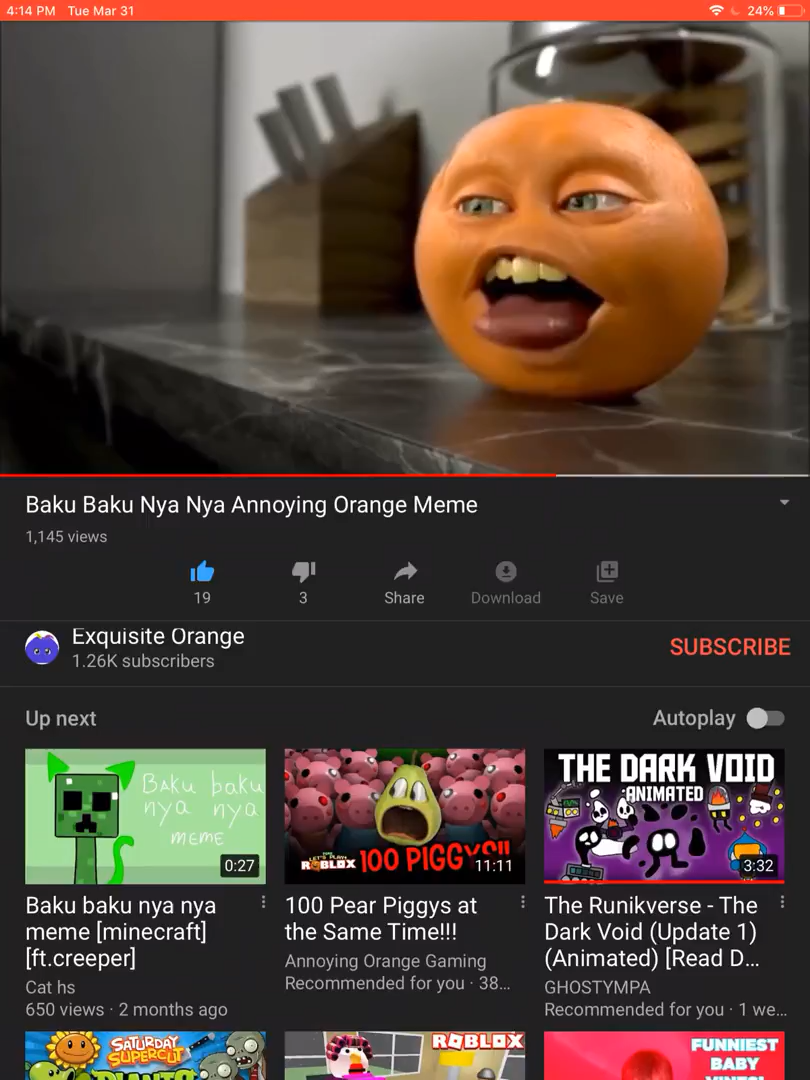 4:14 PM Tue Mar 31
24%
Baku Baku Nya Nya Annoying Orange Meme
1,145 views
19
3
Share
Download
Save
Exquisite Orange
1.26K subscribers
SUBSCRIBE
Up next
Autoplay
Baku baku
nya nya
meme
0:27
LET'S PLAY
ROBLOX 100 PIGGYS!!
11:11
THE DARK VOID
ANIMATED
3:32
Baku baku nya nya
meme [minecraft]
[ft.creeper]
Cat hs
650 views · 2 months ago
100 Pear Piggys at
the Same Time!!!
Annoying Orange Gaming
Recommended for you · 38...
The Runikverse - The
Dark Void (Update 1)
(Animated) [Read D...
GHOSTYMPA
Recommended for you · 1 we...
SATURDAY
SUPERCUT
ROBLOX
FUNNIEST
BABY